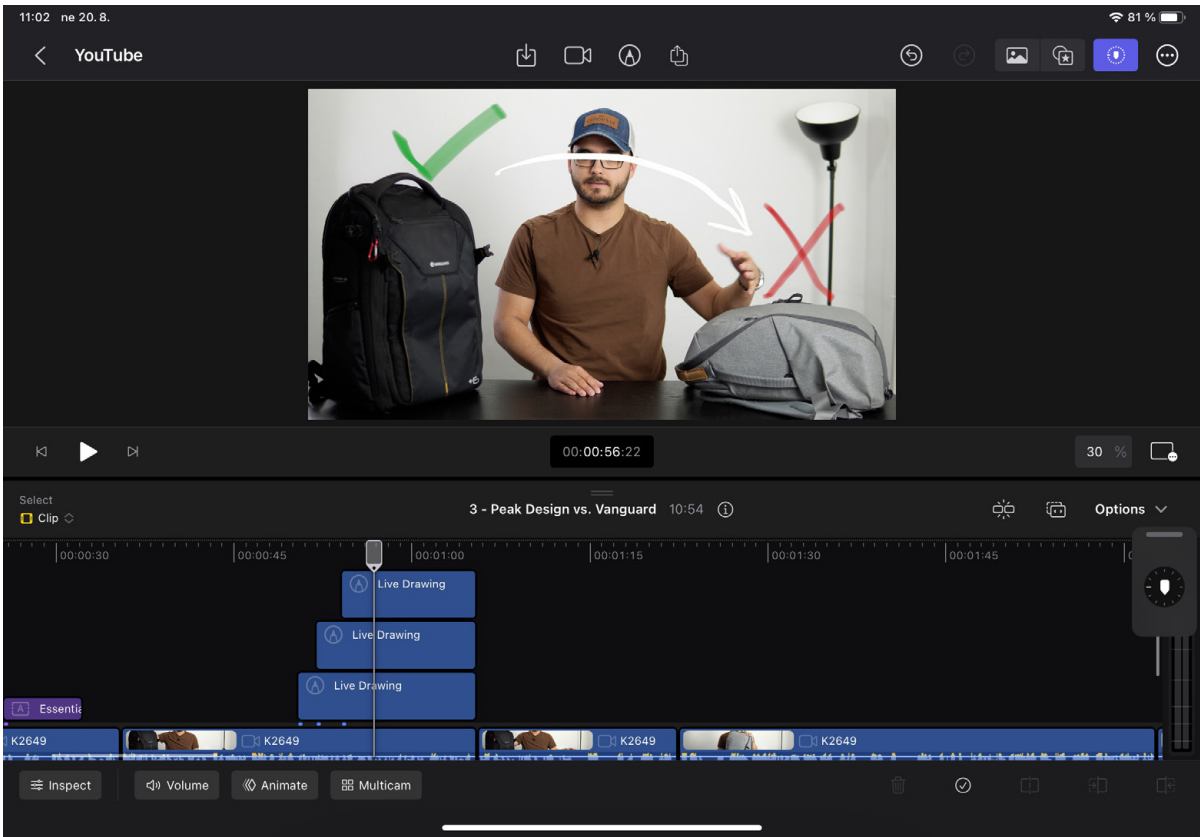 11:02 ne 20. 8. 81 %
YouTube
00:00:56:22
30 %
Select
Clip
3 - Peak Design vs. Vanguard 10:54
Options
00:00:30 00:00:45 00:01:00 00:01:15 00:01:30 00:01:45
Live Drawing
Live Drawing
Live Drawing
Essentia
K2649 K2649 K2649 K2649
Inspect Volume Animate Multicam